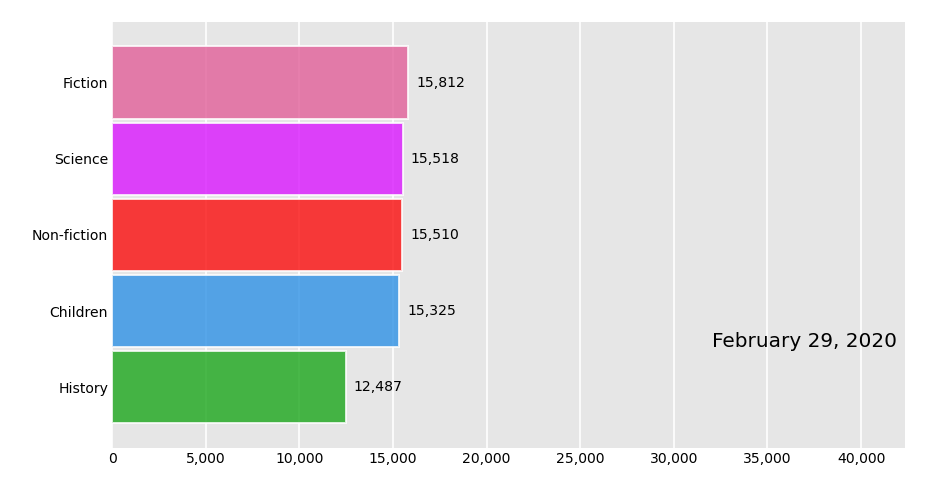 Fiction
15,812
Science
15,518
Non-fiction
15,510
Children
15,325
February 29, 2020
History
12,487
0
5,000
10,000
15,000
20,000
25,000
30,000
35,000
40,000